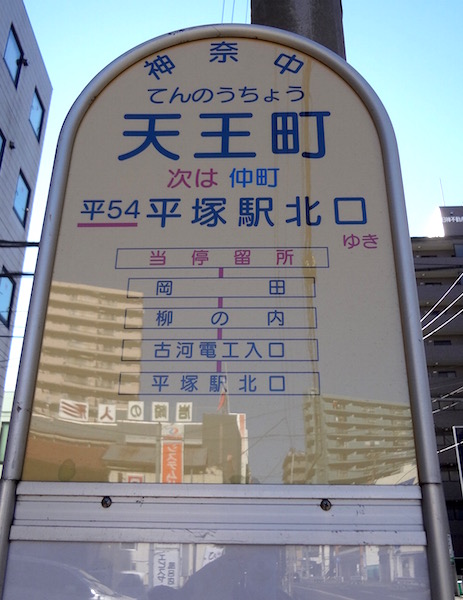 神奈中
てんのうちょう
天王町
次は 仲町
平54 平塚駅北口
ゆき
当停留所
岡田
柳の内
古河電工入口
平塚駅北口